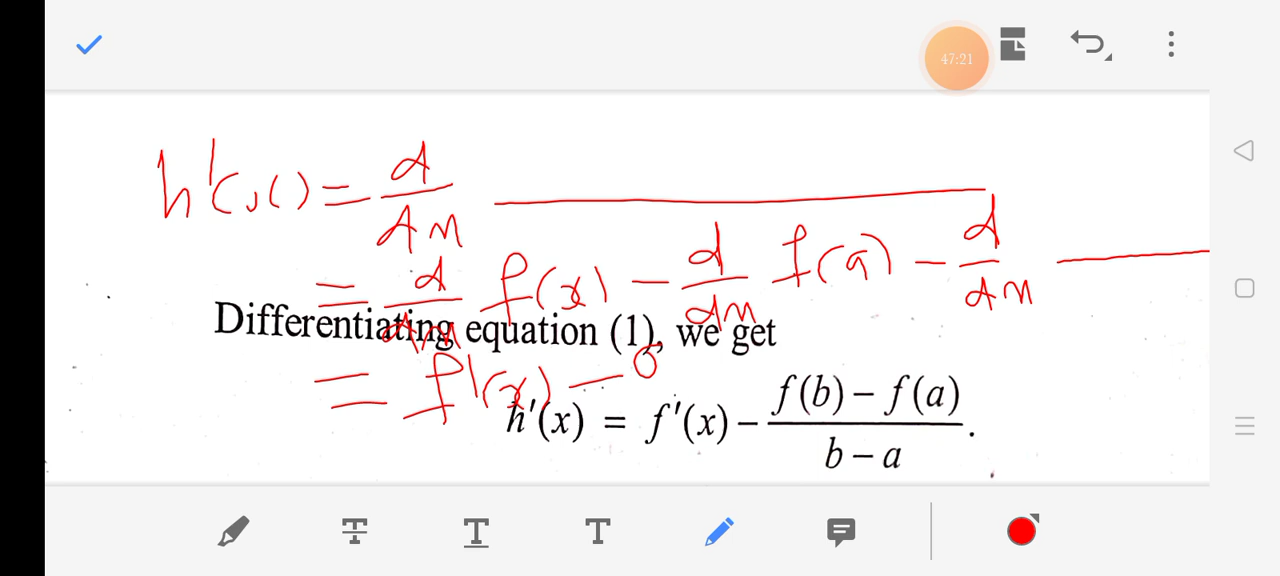 47:21
h'(x) = d/dx
= d/dx f(x) - d/dx f(a) - d/dx
Differentiating equation (1), we get
= f'(x) - 0
h'(x) = f'(x) - f(b) - f(a) / b - a .
T T T